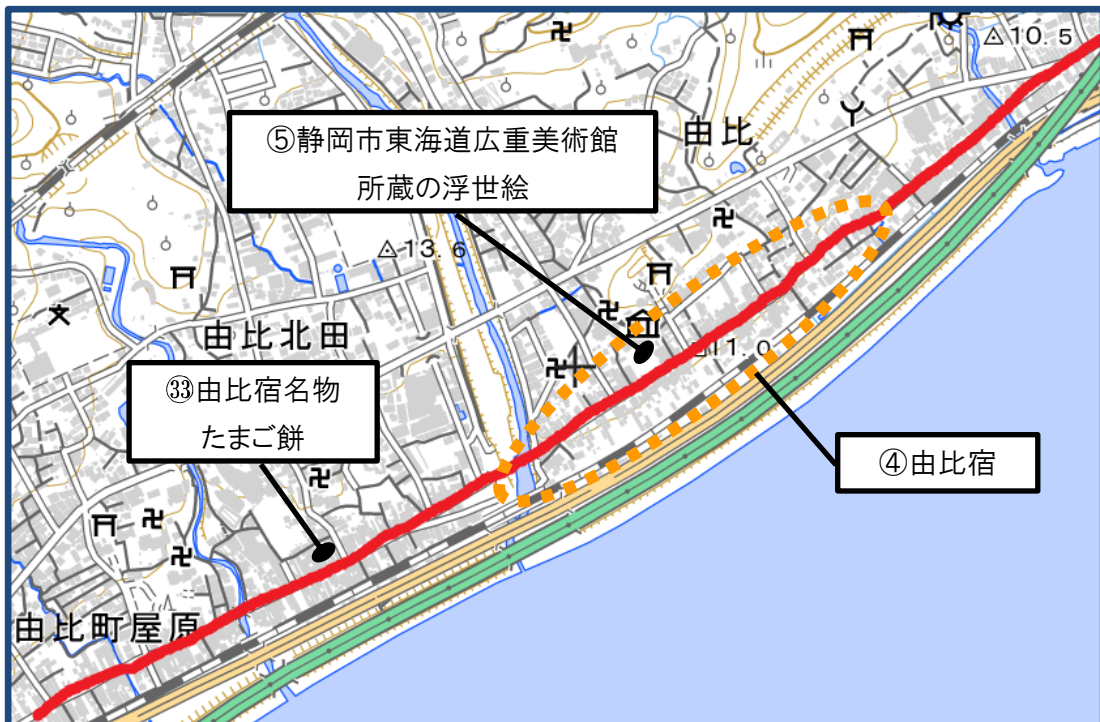 10.5
⑤静岡市東海道広重美術館
所蔵の浮世絵
由比
13.6
由比北田
11.0
㉝由比宿名物
たまご餅
④由比宿
由比町屋原